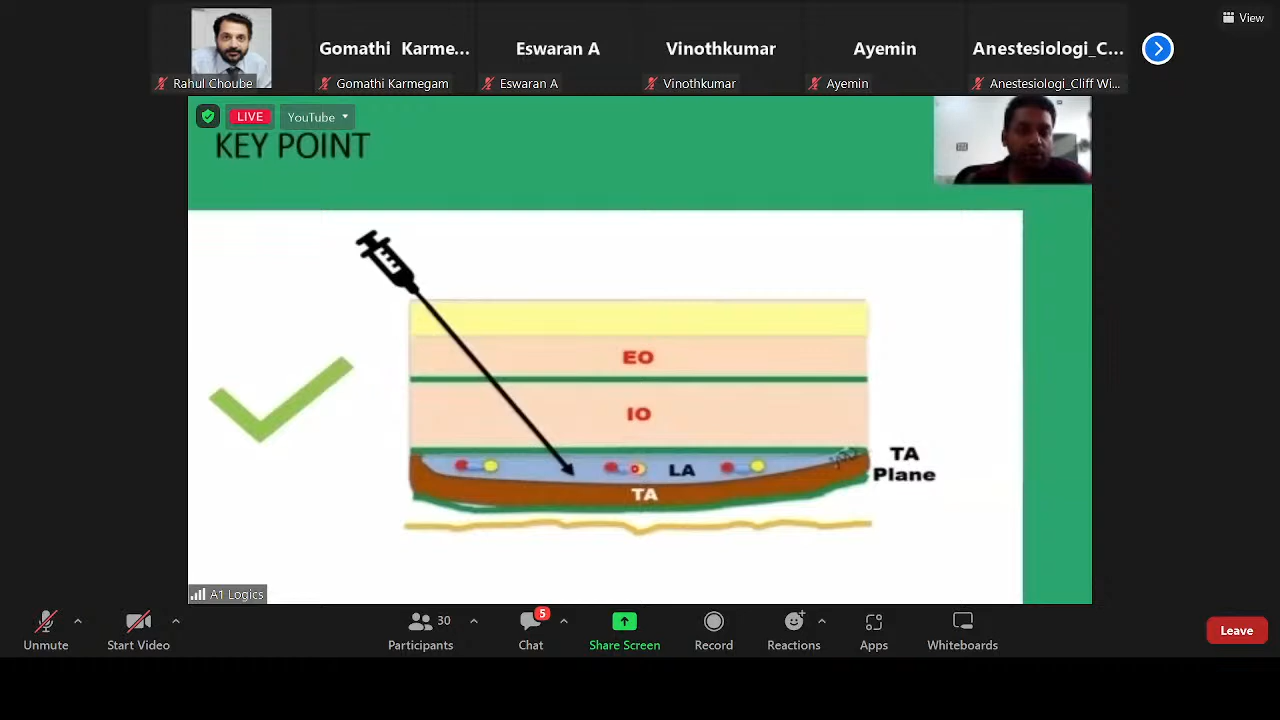 View
Gomathi Karme...
Eswaran A
Vinothkumar
Ayemin
Anestesiologi_C...
Rahul Choube
Gomathi Karmegam
Eswaran A
Vinothkumar
Ayemin
Anestesiologi_Cliff Wi...
LIVE
YouTube
KEY POINT
EO
IO
LA
TA
TA
Plane
A1 Logics
Unmute
Start Video
30
Participants
5
Chat
Share Screen
Record
Reactions
Apps
Whiteboards
Leave